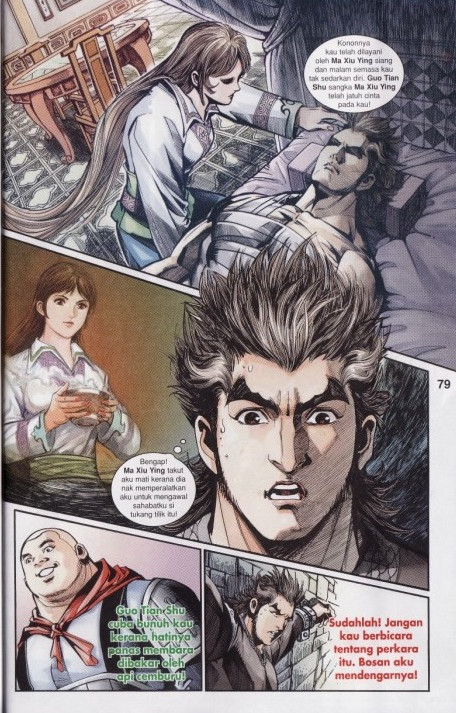 Kononnya
kau telah dilayani
oleh Ma Xiu Ying siang
dan malam semasa kau
tak sedarkan diri. Guo Tian
Shu sangka Ma Xiu Ying
telah jatuh cinta
pada kau!
79
Bengap!
Ma Xiu Ying takut
aku mati kerana dia
nak memperalatkan
aku untuk mengawal
sahabatku si
tukang tilik itu!
Guo Tian Shu
cuba bunuh kau
kerana hatinya
panas membara
dibakar oleh
api cemburu!
Sudahlah! Jangan
kau berbicara
tentang perkara
itu. Bosan aku
mendengarnya!